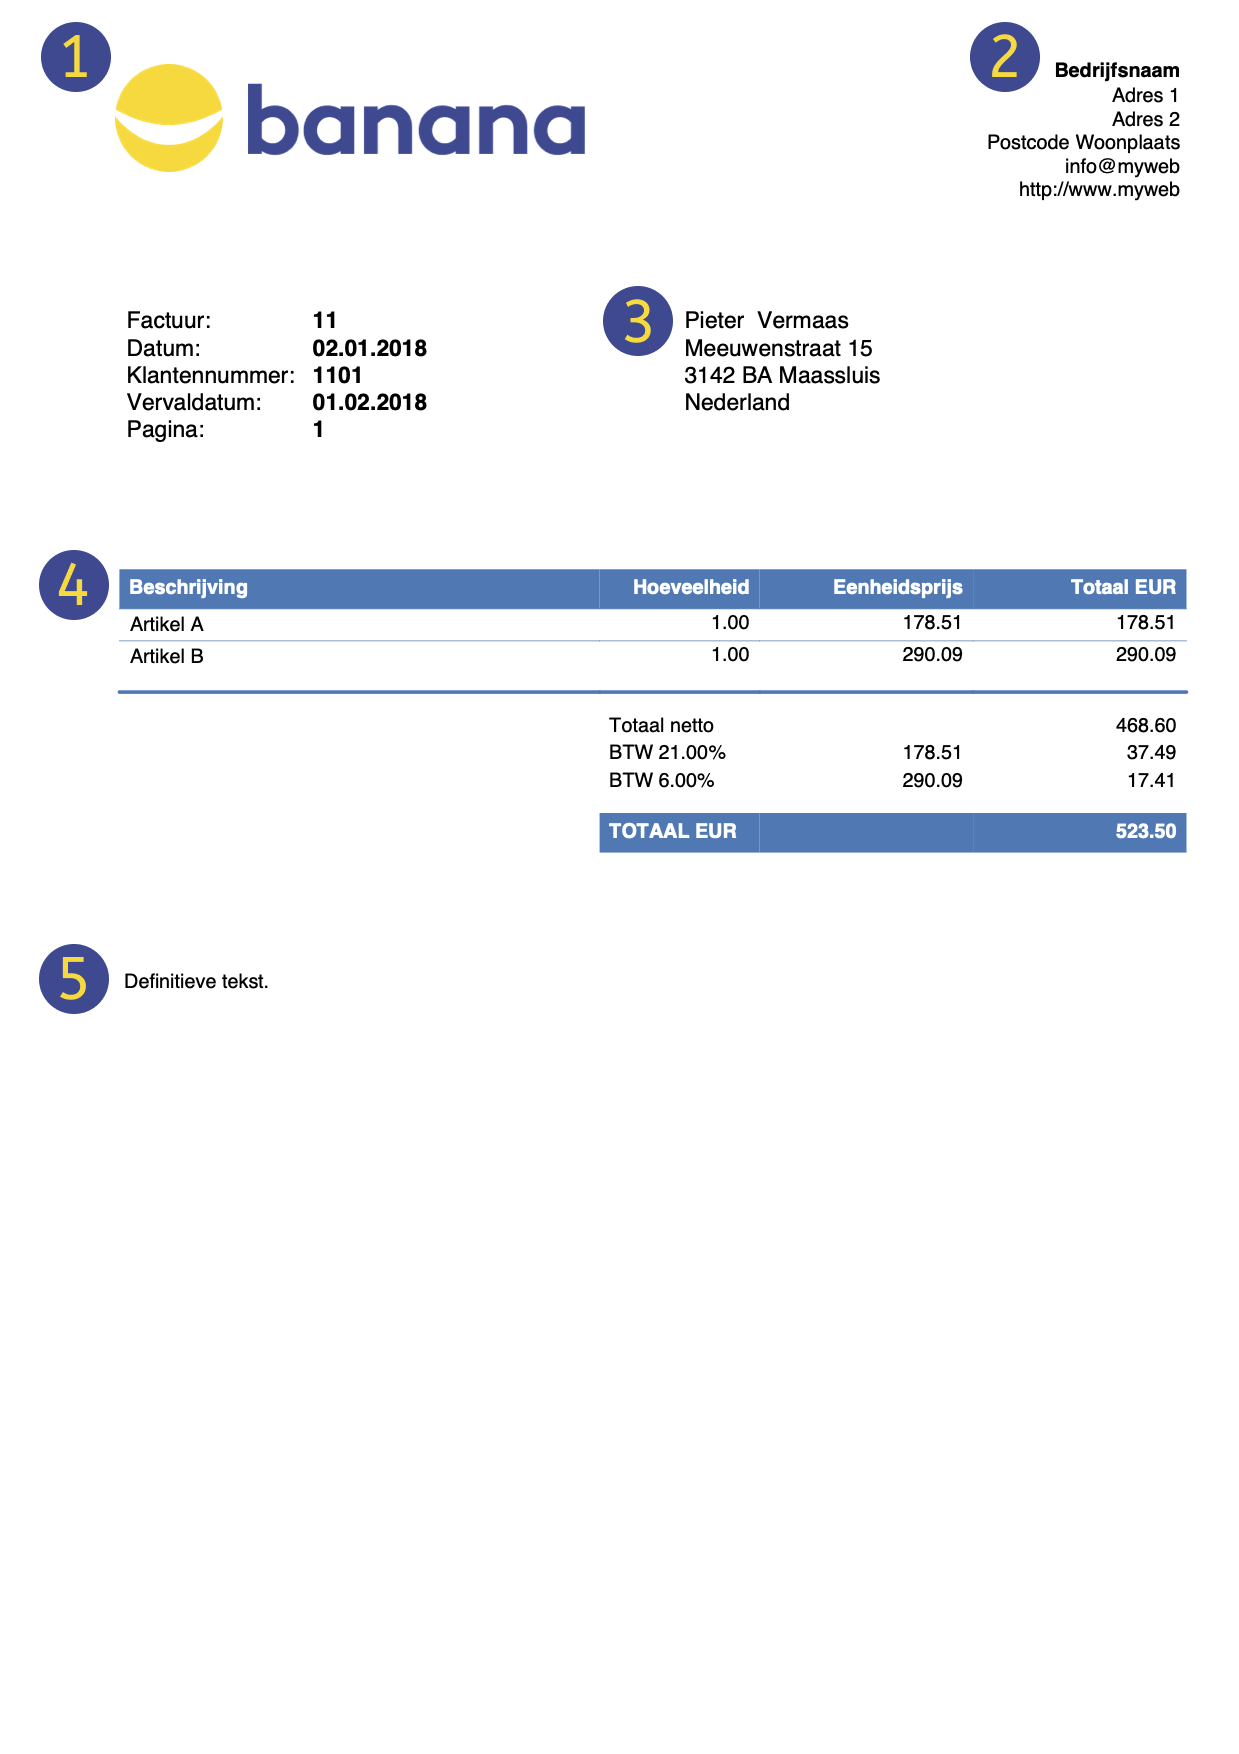 1
banana
2
Bedrijfsnaam
Adres 1
Adres 2
Postcode Woonplaats
info@myweb
http://www.myweb
Factuur: 11
Datum: 02.01.2018
Klantennummer: 1101
Vervaldatum: 01.02.2018
Pagina: 1
3
Pieter Vermaas
Meeuwenstraat 15
3142 BA Maassluis
Nederland
4
Beschrijving Hoeveelheid Eenheidsprijs Totaal EUR
Artikel A 1.00 178.51 178.51
Artikel B 1.00 290.09 290.09
Totaal netto 468.60
BTW 21.00% 178.51 37.49
BTW 6.00% 290.09 17.41
TOTAAL EUR 523.50
5
Definitieve tekst.